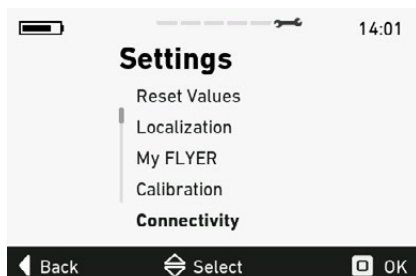 14:01
Settings
Reset Values
Localization
My FLYER
Calibration
Connectivity
Back Select OK